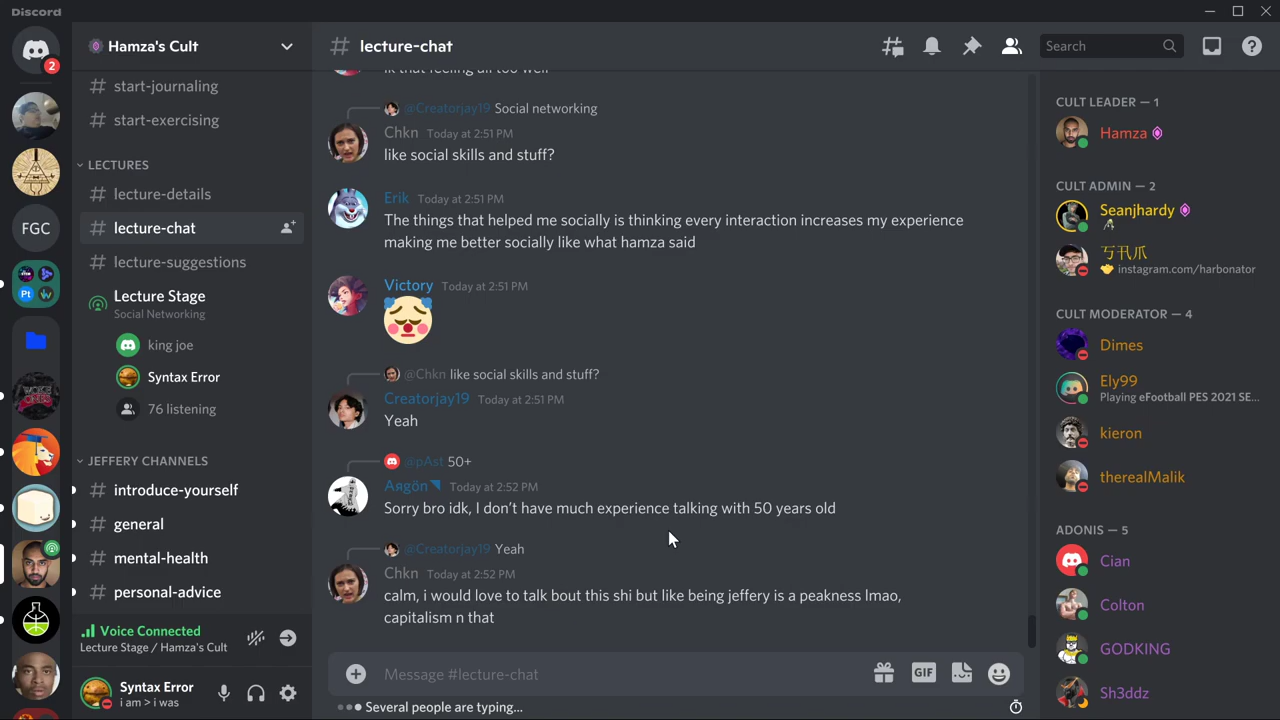 Discord
2
FGC
Hamza's Cult
# start-journaling
# start-exercising
LECTURES
# lecture-details
# lecture-chat
# lecture-suggestions
Lecture Stage
Social Networking
king joe
Syntax Error
76 listening
JEFFERY CHANNELS
# introduce-yourself
# general
# mental-health
# personal-advice
Voice Connected
Lecture Stage / Hamza's Cult
Syntax Error
i am > i was
# lecture-chat
Search
ik that feeling all too well
@Creatorjay19 Social networking
Chkn Today at 2:51 PM
like social skills and stuff?
Erik Today at 2:51 PM
The things that helped me socially is thinking every interaction increases my experience
making me better socially like what hamza said
Victory Today at 2:51 PM
@Chkn like social skills and stuff?
Creatorjay19 Today at 2:51 PM
Yeah
@pAst 50+
Aяgön Today at 2:52 PM
Sorry bro idk, I don't have much experience talking with 50 years old
@Creatorjay19 Yeah
Chkn Today at 2:52 PM
calm, i would love to talk bout this shi but like being jeffery is a peakness lmao,
capitalism n that
Message #lecture-chat
GIF
Several people are typing...
CULT LEADER — 1
Hamza
CULT ADMIN — 2
Seanjhardy
instagram.com/harbonator
CULT MODERATOR — 4
Dimes
Ely99
Playing eFootball PES 2021 SE...
kieron
therealMalik
ADONIS — 5
Cian
Colton
GODKING
Sh3ddz